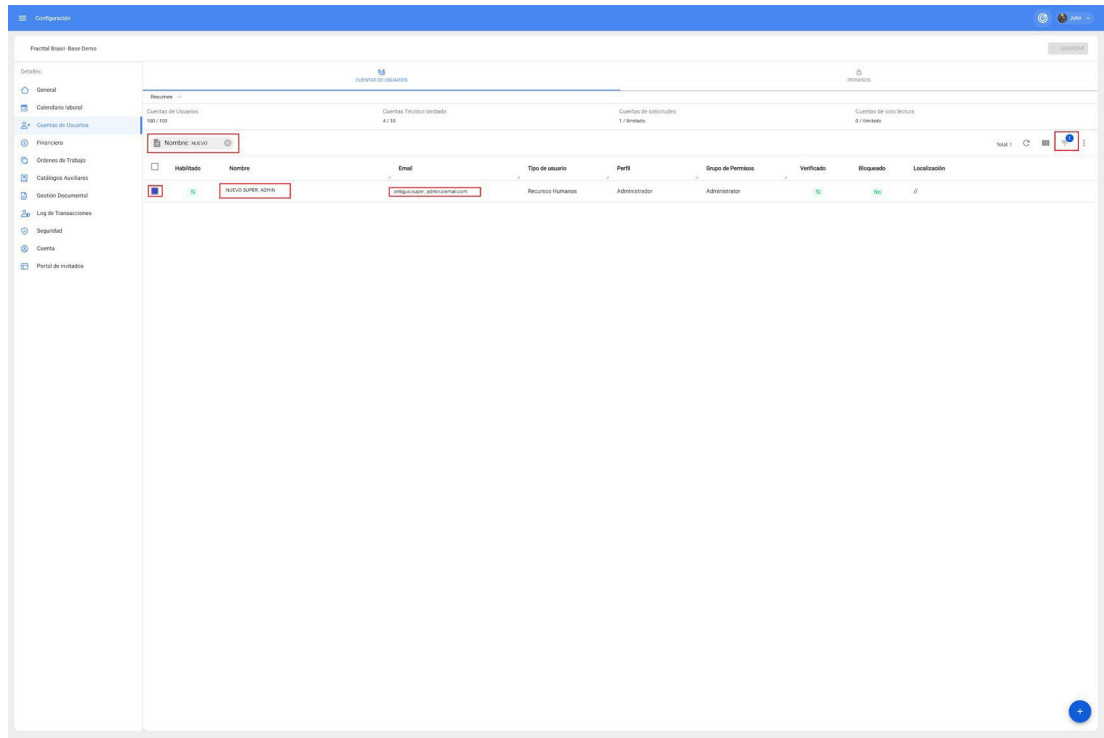 Configuración
John
Fracttal Brasil- Base Demo
GUARDAR
Detalles
General
Calendario laboral
Cuentas de Usuarios
Financiero
Ordenes de Trabajo
Catálogos Auxiliares
Gestión Documental
Log de Transacciones
Seguridad
Cuenta
Portal de invitados
CUENTAS DE USUARIOS
PERMISOS
Resumen
Cuentas de Usuarios
100 / 100
Cuentas Técnico limitado
4 / 10
Cuentas de solicitudes
1 / Ilimitado
Cuentas de solo lectura
0 / Ilimitado
Nombre: NUEVO
Total: 1
1
Habilitado Nombre Email Tipo de usuario Perfil Grupo de Permisos Verificado Bloqueado Localización
Si NUEVO SUPER_ADMIN Recursos Humanos Administrador Administrator Si No //